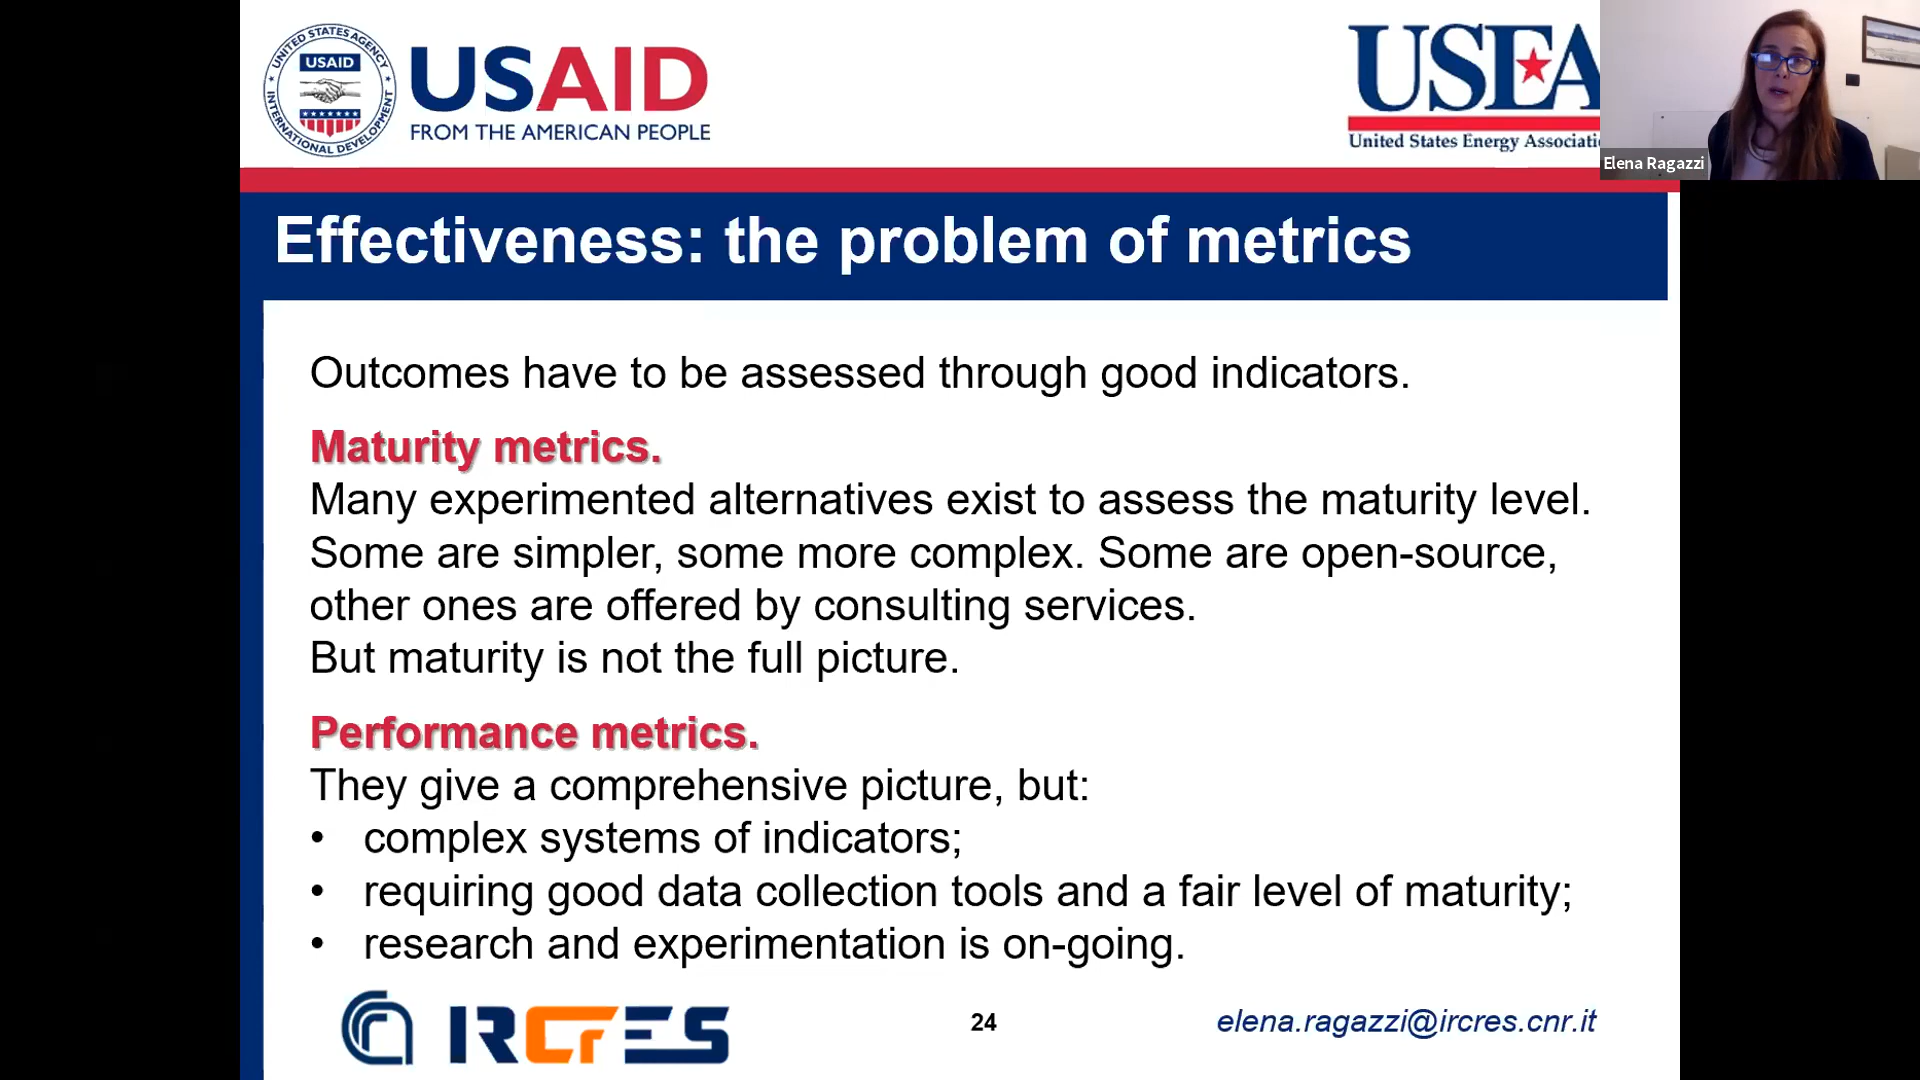 UNITED STATES AGENCY
INTERNATIONAL DEVELOPMENT
USAID
USAID
FROM THE AMERICAN PEOPLE
USEA
United States Energy Associati
Elena Ragazzi
Effectiveness: the problem of metrics
Outcomes have to be assessed through good indicators.
Maturity metrics.
Many experimented alternatives exist to assess the maturity level.
Some are simpler, some more complex. Some are open-source,
other ones are offered by consulting services.
But maturity is not the full picture.
Performance metrics.
They give a comprehensive picture, but:
• complex systems of indicators;
• requiring good data collection tools and a fair level of maturity;
• research and experimentation is on-going.
IRCrES
24
elena.ragazzi@ircres.cnr.it